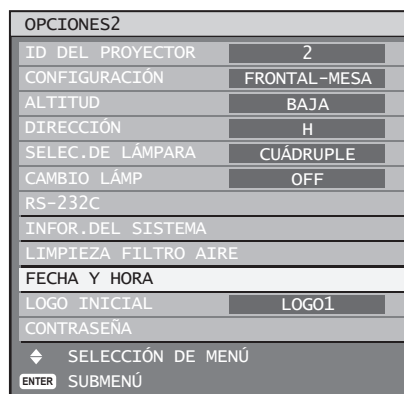 OPCIONES2
ID DEL PROYECTOR 2
CONFIGURACIÓN FRONTAL-MESA
ALTITUD BAJA
DIRECCIÓN H
SELEC.DE LÁMPARA CUÁDRUPLE
CAMBIO LÁMP OFF
RS-232C
INFOR.DEL SISTEMA
LIMPIEZA FILTRO AIRE
FECHA Y HORA
LOGO INICIAL LOGO1
CONTRASEÑA
SELECCIÓN DE MENÚ
ENTER SUBMENÚ